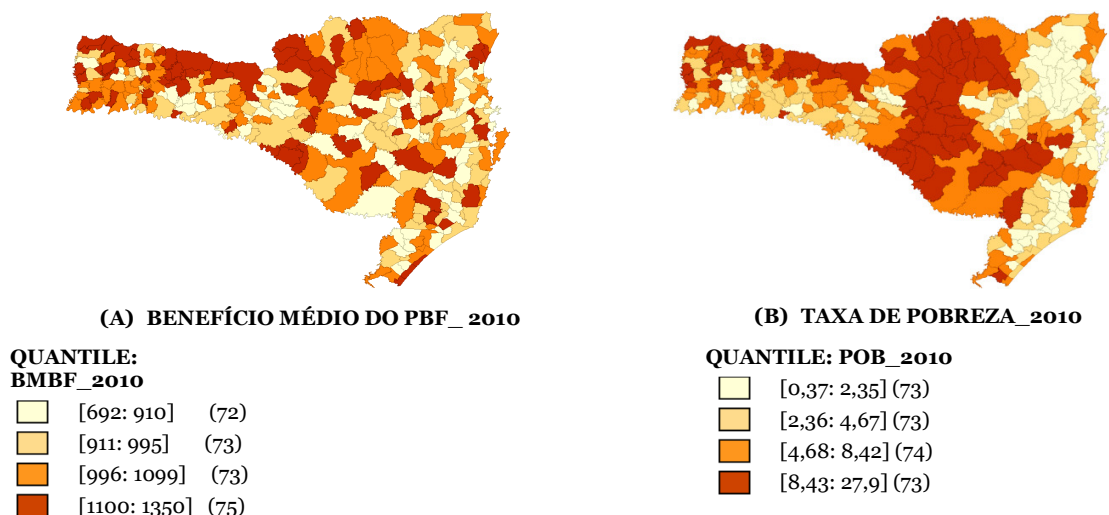 (A) BENEFÍCIO MÉDIO DO PBF_ 2010
QUANTILE:
BMBF_2010
[692: 910] (72)
[911: 995] (73)
[996: 1099] (73)
[1100: 1350] (75)
(B) TAXA DE POBREZA_2010
QUANTILE: POB_2010
[0,37: 2,35] (73)
[2,36: 4,67] (73)
[4,68: 8,42] (74)
[8,43: 27,9] (73)